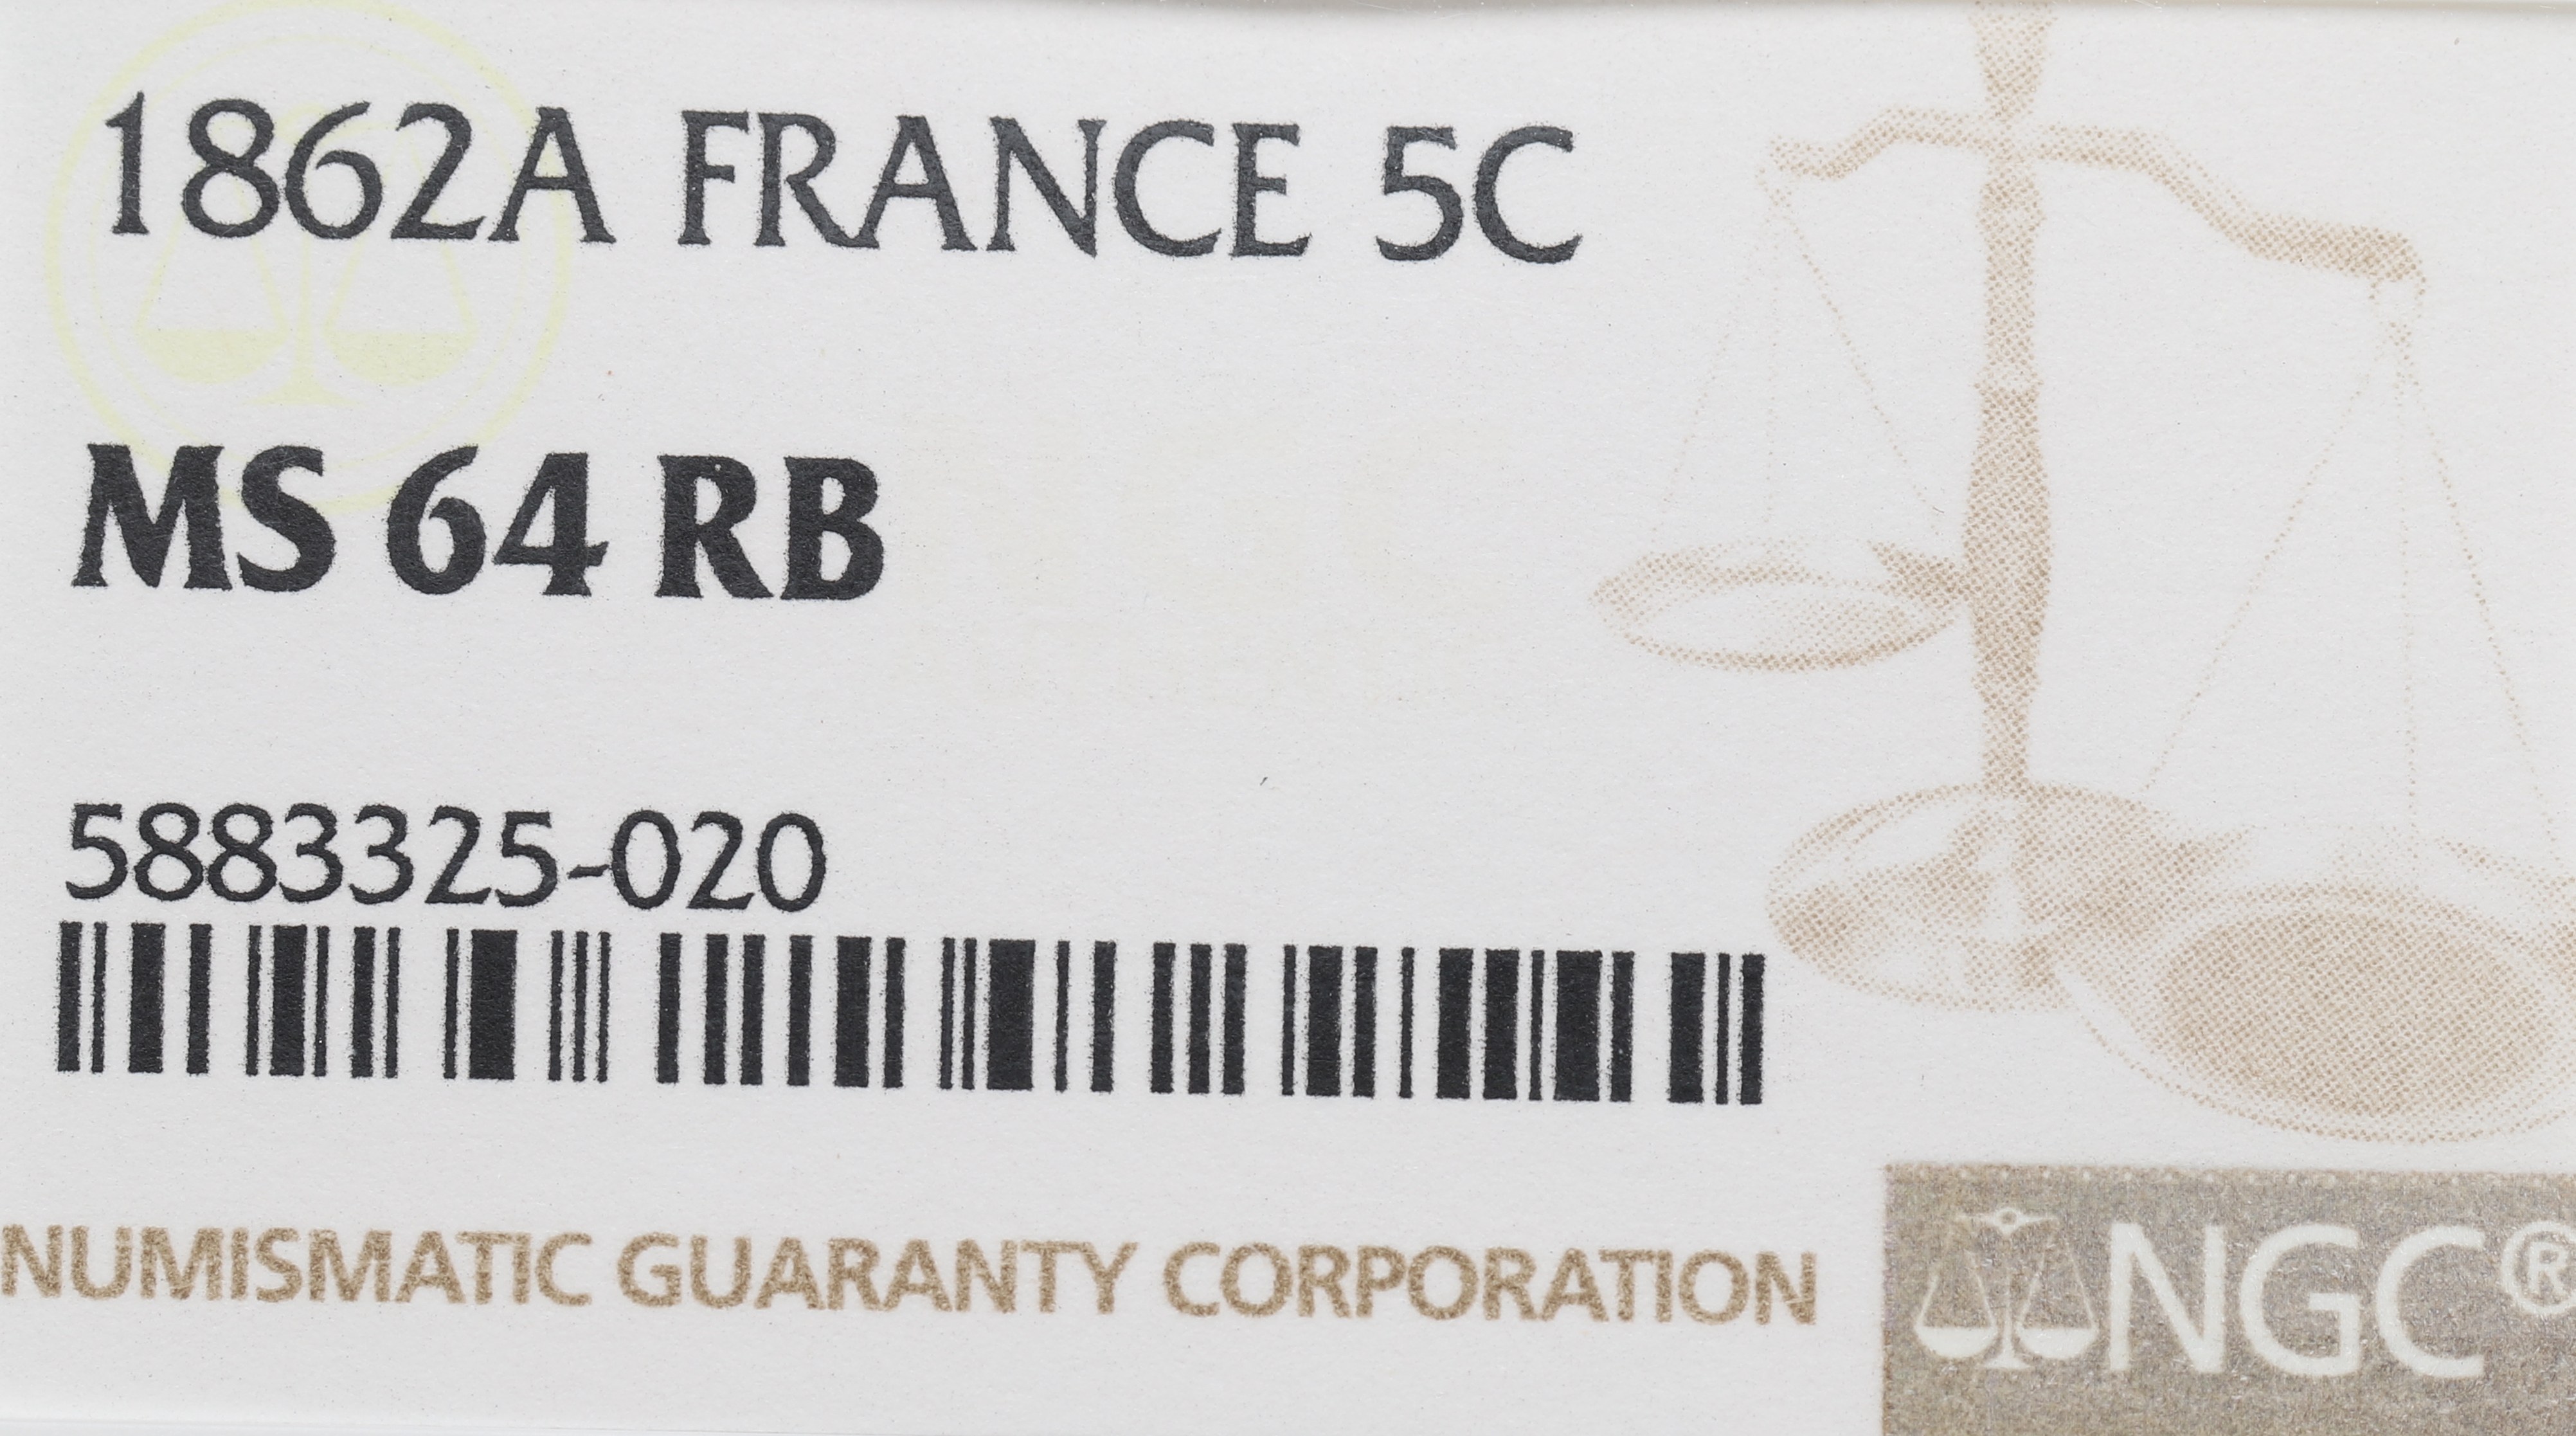 1862A FRANCE 5C
MS 64 RB
5883325-020
NUMISMATIC GUARANTY CORPORATION
NGC®